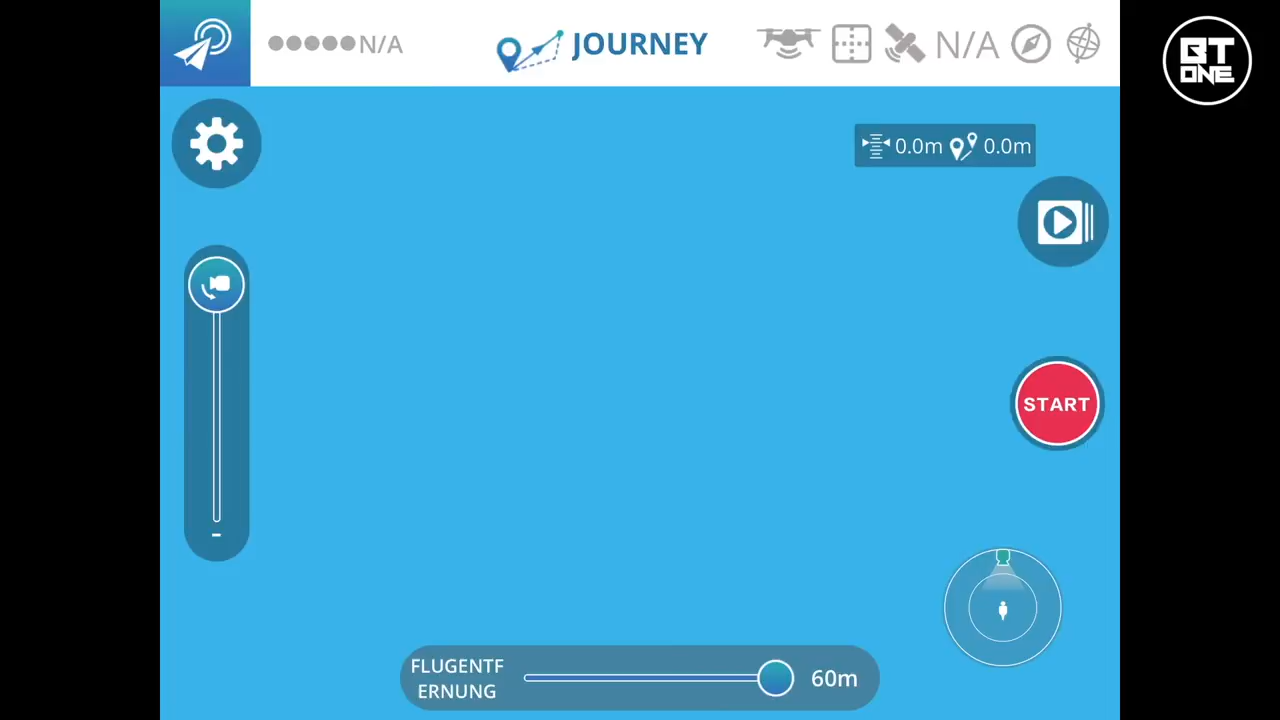 N/A
JOURNEY
N/A
BT
ONE
0.0m
0.0m
START
FLUGENTF
ERNUNG
60m